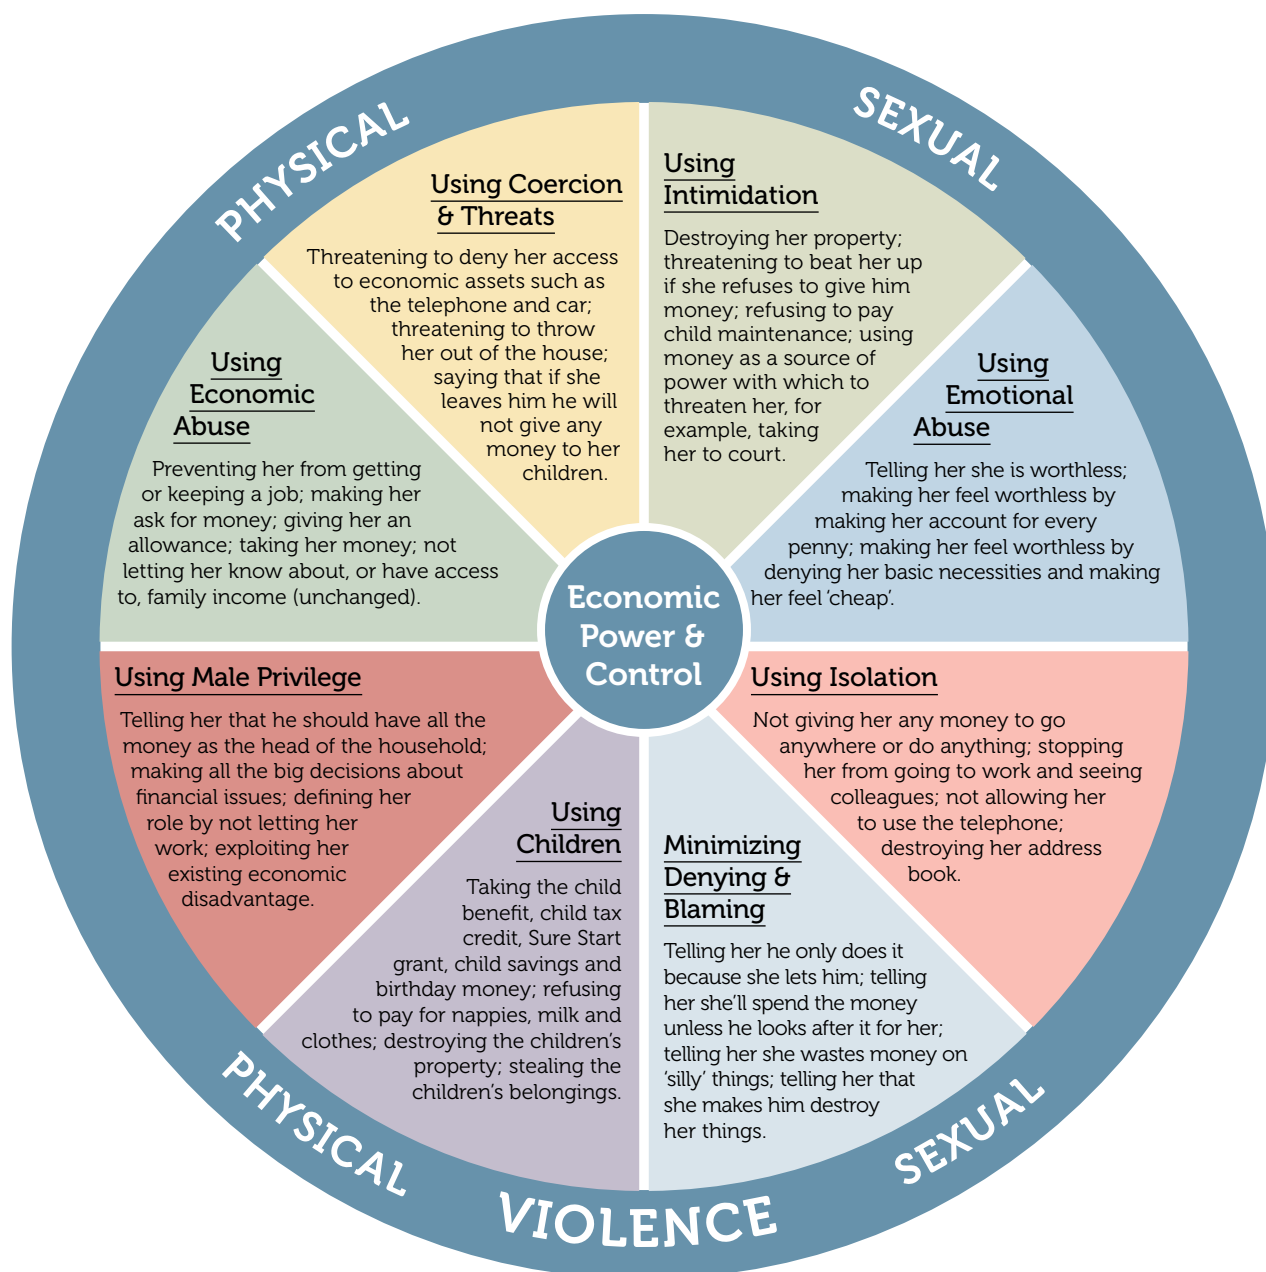 PHYSICAL
SEXUAL
Using Coercion
& Threats
Threatening to deny her access
to economic assets such as
the telephone and car;
threatening to throw
her out of the house;
saying that if she
leaves him he will
not give any
money to her
children.
Using
Intimidation
Destroying her property;
threatening to beat her up
if she refuses to give him
money; refusing to pay
child maintenance; using
money as a source of
power with which to
threaten her, for
example, taking
her to court.
Using
Economic
Abuse
Preventing her from getting
or keeping a job; making her
ask for money; giving her an
allowance; taking her money; not
letting her know about, or have access
to, family income (unchanged).
Using
Emotional
Abuse
Telling her she is worthless;
making her feel worthless by
making her account for every
penny; making her feel worthless by
denying her basic necessities and making
her feel ‘cheap’.
Economic
Power &
Control
Using Male Privilege
Telling her that he should have all the
money as the head of the household;
making all the big decisions about
financial issues; defining her
role by not letting her
work; exploiting her
existing economic
disadvantage.
Using Isolation
Not giving her any money to go
anywhere or do anything; stopping
her from going to work and seeing
colleagues; not allowing her
to use the telephone;
destroying her address
book.
Using
Children
Taking the child
benefit, child tax
credit, Sure Start
grant, child savings and
birthday money; refusing
to pay for nappies, milk and
clothes; destroying the children’s
property; stealing the
children’s belongings.
Minimizing
Denying &
Blaming
Telling her he only does it
because she lets him; telling
her she’ll spend the money
unless he looks after it for her;
telling her she wastes money on
‘silly’ things; telling her that
she makes him destroy
her things.
PHYSICAL
SEXUAL
VIOLENCE